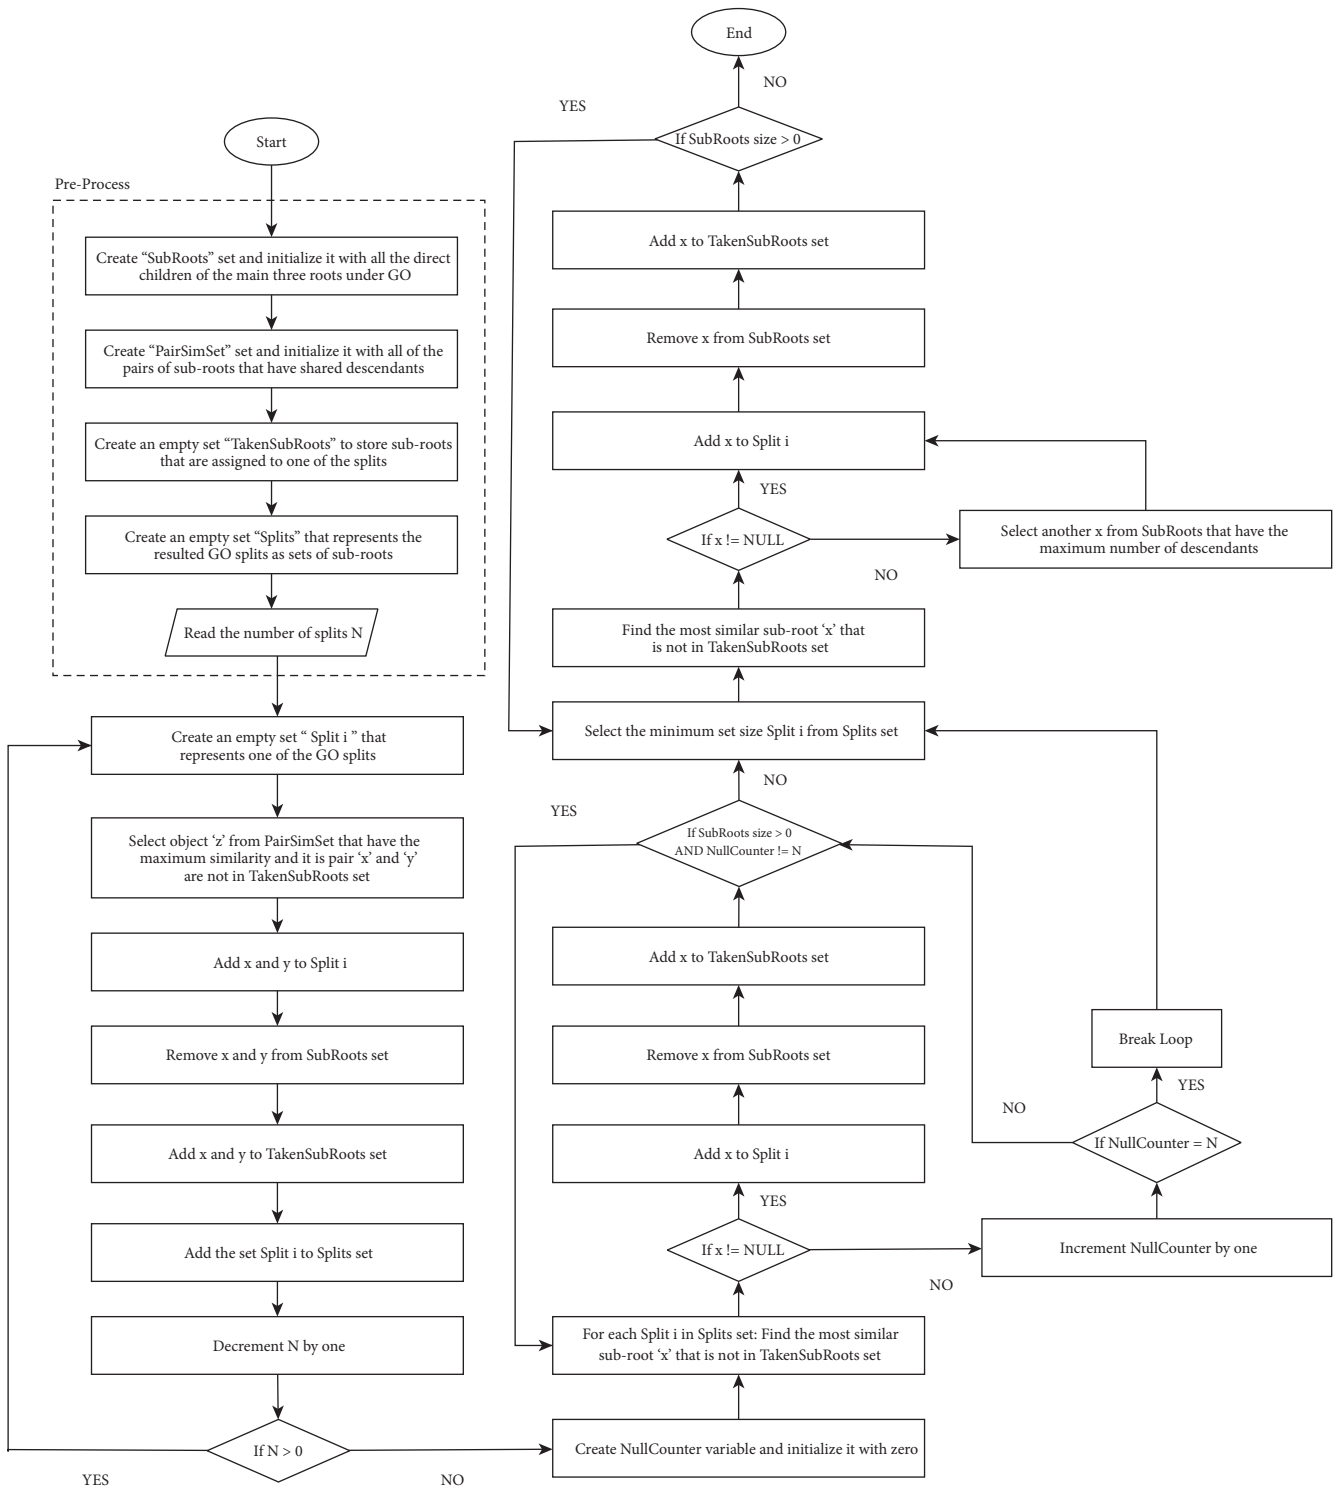 Start
Pre-Process
Create “SubRoots” set and initialize it with all the direct
children of the main three roots under GO
Create “PairSimSet” set and initialize it with all of the
pairs of sub-roots that have shared descendants
Create an empty set “TakenSubRoots” to store sub-roots
that are assigned to one of the splits
Create an empty set “Splits” that represents the
resulted GO splits as sets of sub-roots
Read the number of splits N
Create an empty set “ Split i ” that
represents one of the GO splits
Select object ‘z’ from PairSimSet that have the
maximum similarity and it is pair ‘x’ and ‘y’
are not in TakenSubRoots set
Add x and y to Split i
Remove x and y from SubRoots set
Add x and y to TakenSubRoots set
Add the set Split i to Splits set
Decrement N by one
If N > 0
YES
NO
End
NO
YES
If SubRoots size > 0
Add x to TakenSubRoots set
Remove x from SubRoots set
Add x to Split i
YES
If x != NULL
NO
Select another x from SubRoots that have the
maximum number of descendants
Find the most similar sub-root ‘x’ that
is not in TakenSubRoots set
Select the minimum set size Split i from Splits set
NO
YES
If SubRoots size > 0
AND NullCounter != N
Add x to TakenSubRoots set
Remove x from SubRoots set
Add x to Split i
YES
If x != NULL
NO
For each Split i in Splits set: Find the most similar
sub-root ‘x’ that is not in TakenSubRoots set
Create NullCounter variable and initialize it with zero
Break Loop
YES
NO
If NullCounter = N
Increment NullCounter by one